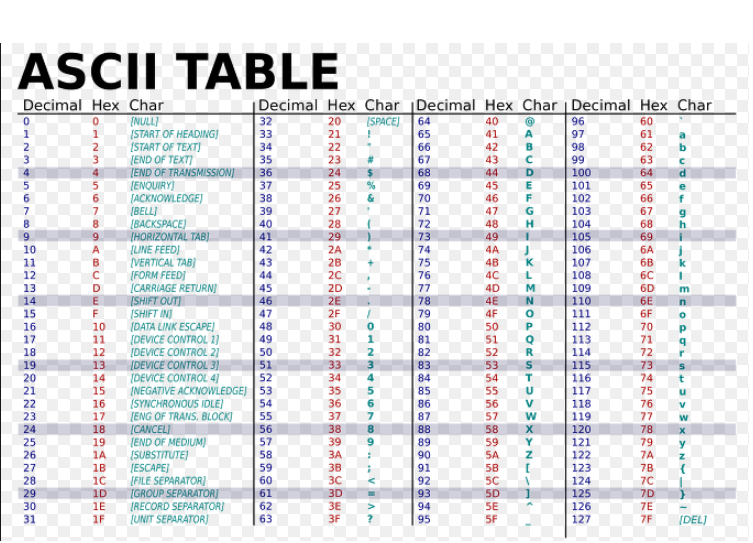 ASCII TABLE
Decimal Hex Char Decimal Hex Char Decimal Hex Char Decimal Hex Char
0 0 [NULL] 32 20 [SPACE] 64 40 @ 96 60 `
1 1 [START OF HEADING] 33 21 ! 65 41 A 97 61 a
2 2 [START OF TEXT] 34 22 " 66 42 B 98 62 b
3 3 [END OF TEXT] 35 23 # 67 43 C 99 63 c
4 4 [END OF TRANSMISSION] 36 24 $ 68 44 D 100 64 d
5 5 [ENQUIRY] 37 25 % 69 45 E 101 65 e
6 6 [ACKNOWLEDGE] 38 26 & 70 46 F 102 66 f
7 7 [BELL] 39 27 ' 71 47 G 103 67 g
8 8 [BACKSPACE] 40 28 ( 72 48 H 104 68 h
9 9 [HORIZONTAL TAB] 41 29 ) 73 49 I 105 69 i
10 A [LINE FEED] 42 2A * 74 4A J 106 6A j
11 B [VERTICAL TAB] 43 2B + 75 4B K 107 6B k
12 C [FORM FEED] 44 2C , 76 4C L 108 6C l
13 D [CARRIAGE RETURN] 45 2D - 77 4D M 109 6D m
14 E [SHIFT OUT] 46 2E . 78 4E N 110 6E n
15 F [SHIFT IN] 47 2F / 79 4F O 111 6F o
16 10 [DATA LINK ESCAPE] 48 30 0 80 50 P 112 70 p
17 11 [DEVICE CONTROL 1] 49 31 1 81 51 Q 113 71 q
18 12 [DEVICE CONTROL 2] 50 32 2 82 52 R 114 72 r
19 13 [DEVICE CONTROL 3] 51 33 3 83 53 S 115 73 s
20 14 [DEVICE CONTROL 4] 52 34 4 84 54 T 116 74 t
21 15 [NEGATIVE ACKNOWLEDGE] 53 35 5 85 55 U 117 75 u
22 16 [SYNCHRONOUS IDLE] 54 36 6 86 56 V 118 76 v
23 17 [ENG OF TRANS. BLOCK] 55 37 7 87 57 W 119 77 w
24 18 [CANCEL] 56 38 8 88 58 X 120 78 x
25 19 [END OF MEDIUM] 57 39 9 89 59 Y 121 79 y
26 1A [SUBSTITUTE] 58 3A : 90 5A Z 122 7A z
27 1B [ESCAPE] 59 3B ; 91 5B [ 123 7B {
28 1C [FILE SEPARATOR] 60 3C < 92 5C \ 124 7C |
29 1D [GROUP SEPARATOR] 61 3D = 93 5D ] 125 7D }
30 1E [RECORD SEPARATOR] 62 3E > 94 5E ^ 126 7E ~
31 1F [UNIT SEPARATOR] 63 3F ? 95 5F _ 127 7F [DEL]